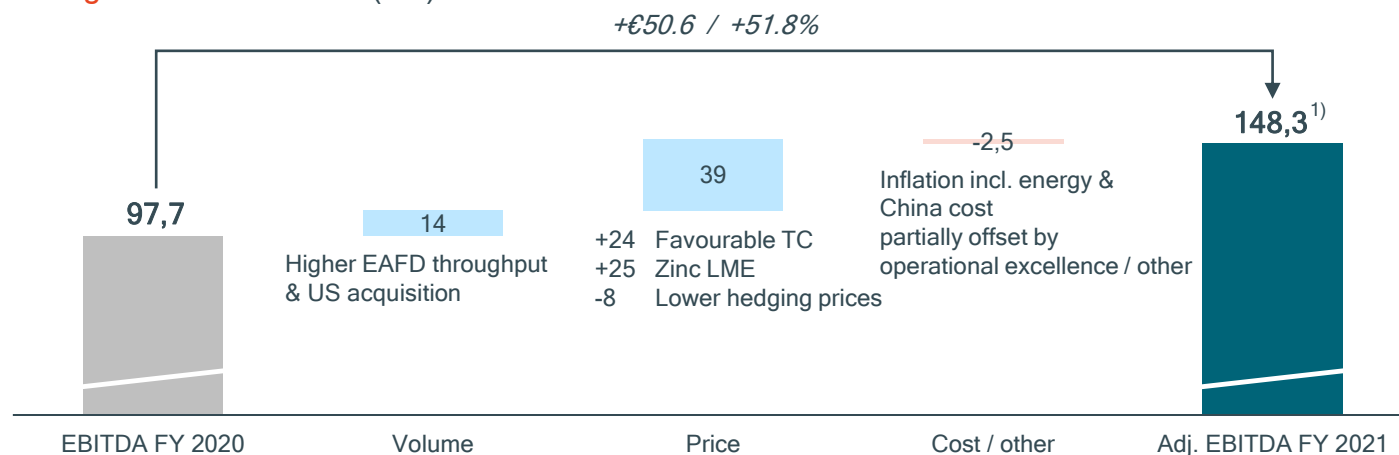 +€50.6 / +51.8%
148,3 1)
-2,5
39
Inflation incl. energy &
China cost
partially offset by
operational excellence / other
97,7
14
Higher EAFD throughput
& US acquisition
+24 Favourable TC
+25 Zinc LME
-8 Lower hedging prices
EBITDA FY 2020
Volume
Price
Cost / other
Adj. EBITDA FY 2021